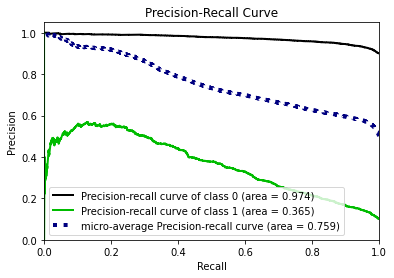 Precision-Recall Curve
1.0
0.8
0.6
0.4
0.2
0.0
Precision
Precision-recall curve of class 0 (area = 0.974)
Precision-recall curve of class 1 (area = 0.365)
micro-average Precision-recall curve (area = 0.759)
0.0 0.2 0.4 0.6 0.8 1.0
Recall